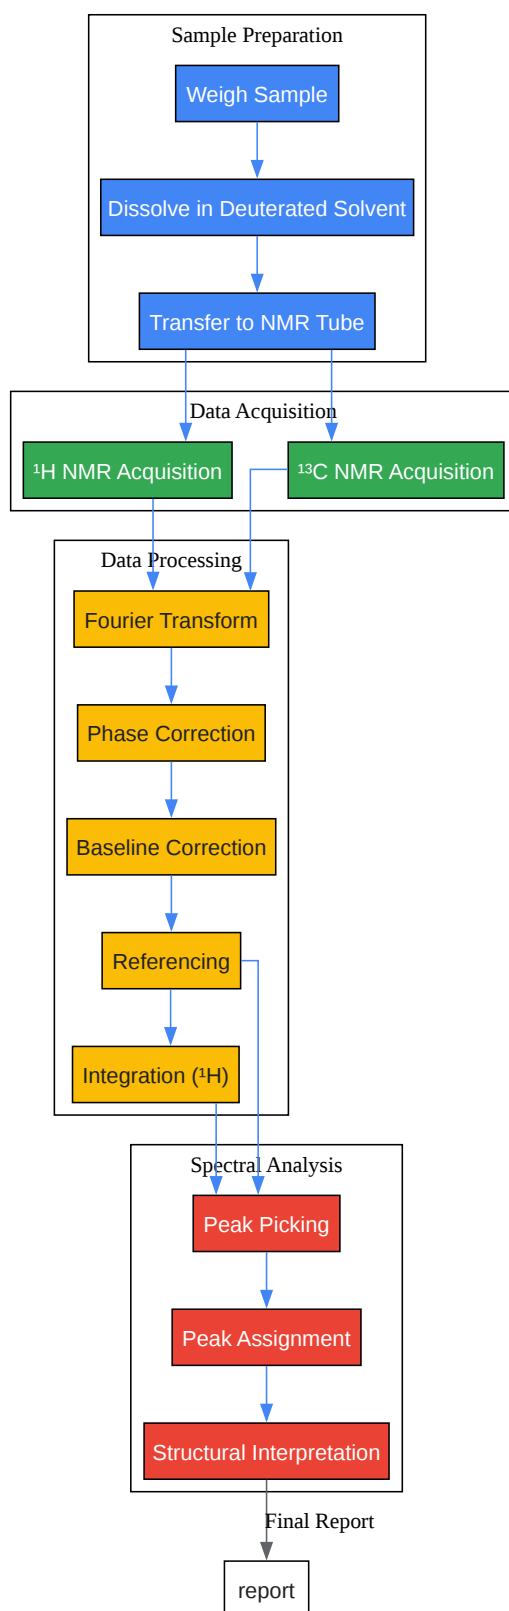 Sample Preparation
Weigh Sample
Dissolve in Deuterated Solvent
Transfer to NMR Tube
Data Acquisition
¹H NMR Acquisition
¹³C NMR Acquisition
Data Processing
Fourier Transform
Phase Correction
Baseline Correction
Referencing
Integration (¹H)
Spectral Analysis
Peak Picking
Peak Assignment
Structural Interpretation
Final Report
report